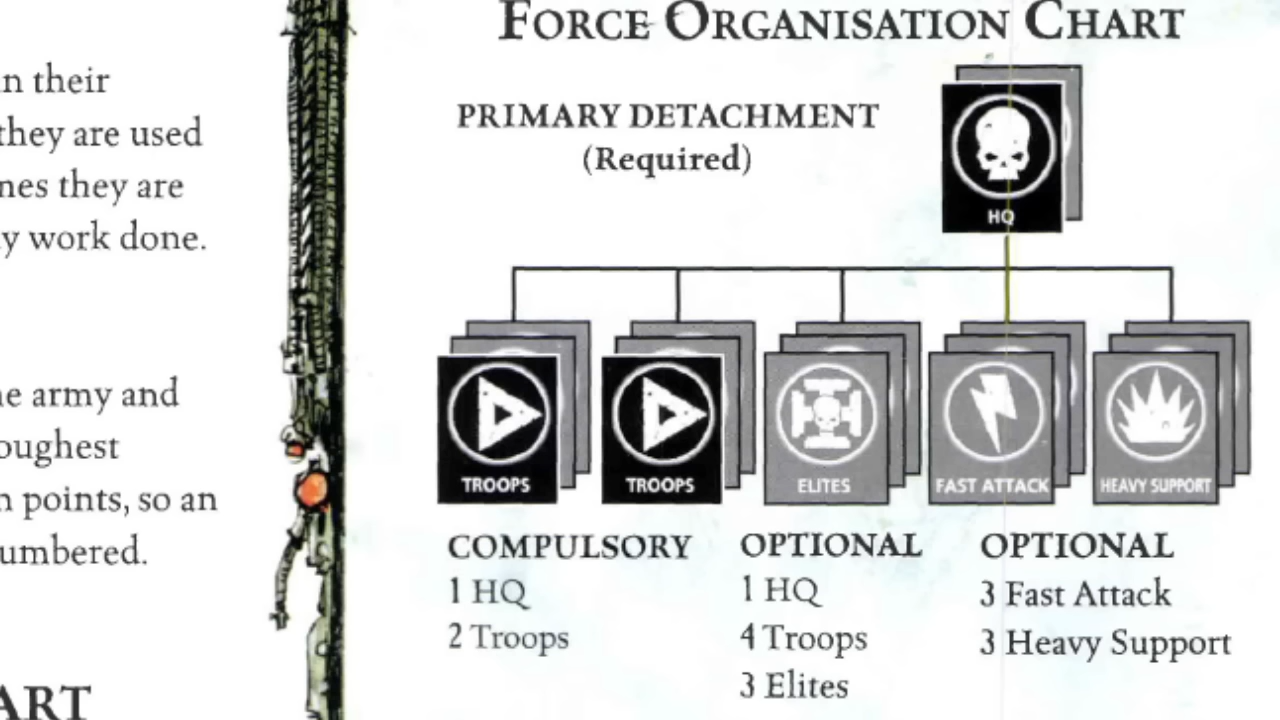 n their
they are used
nes they are
y work done.
e army and
oughest
n points, so an
umbered.
ART
FORCE ORGANISATION CHART
PRIMARY DETACHMENT
(Required)
HQ
TROOPS
TROOPS
ELITES
FAST ATTACK
HEAVY SUPPORT
COMPULSORY
1 HQ
2 Troops
OPTIONAL
1 HQ
4 Troops
3 Elites
OPTIONAL
3 Fast Attack
3 Heavy Support